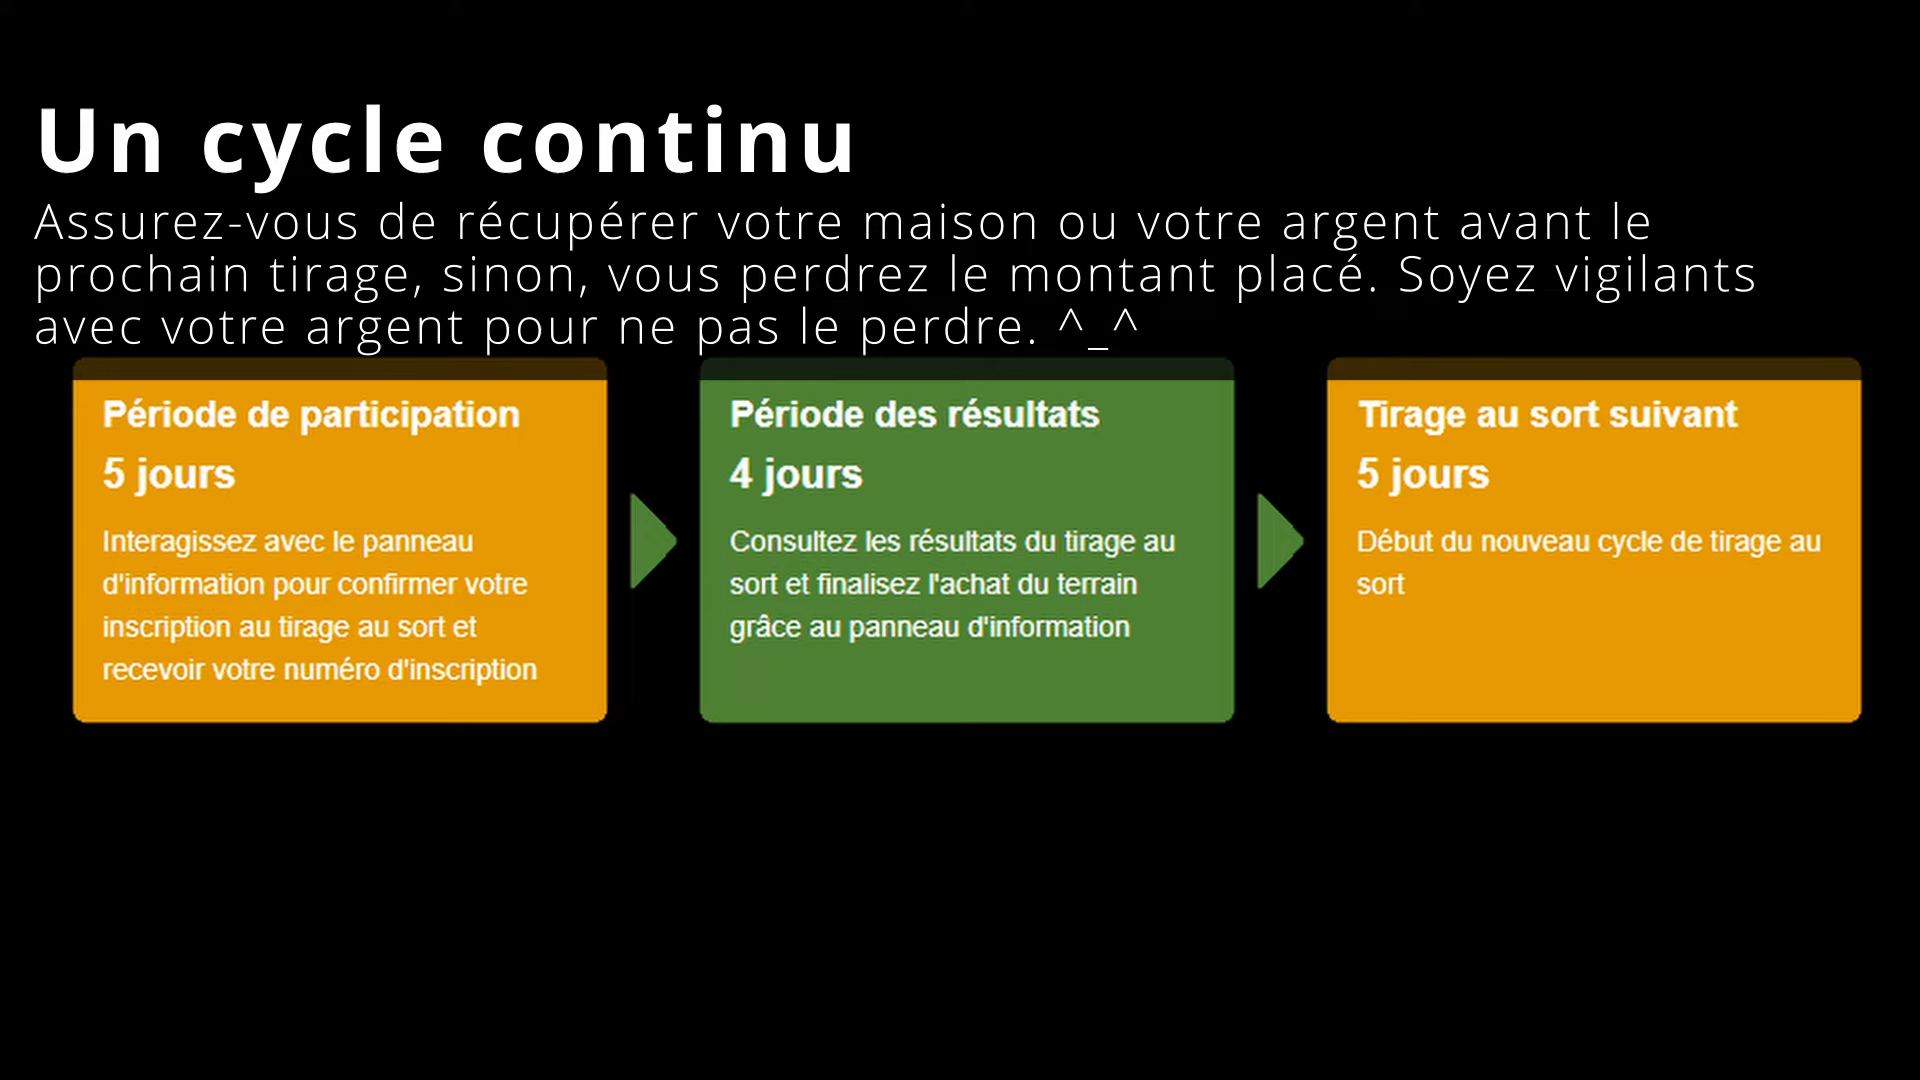 Un cycle continu
Assurez-vous de récupérer votre maison ou votre argent avant le
prochain tirage, sinon, vous perdrez le montant placé. Soyez vigilants
avec votre argent pour ne pas le perdre. ^_^
Période de participation
5 jours
Interagissez avec le panneau
d'information pour confirmer votre
inscription au tirage au sort et
recevoir votre numéro d'inscription
Période des résultats
4 jours
Consultez les résultats du tirage au
sort et finalisez l'achat du terrain
grâce au panneau d'information
Tirage au sort suivant
5 jours
Début du nouveau cycle de tirage au
sort